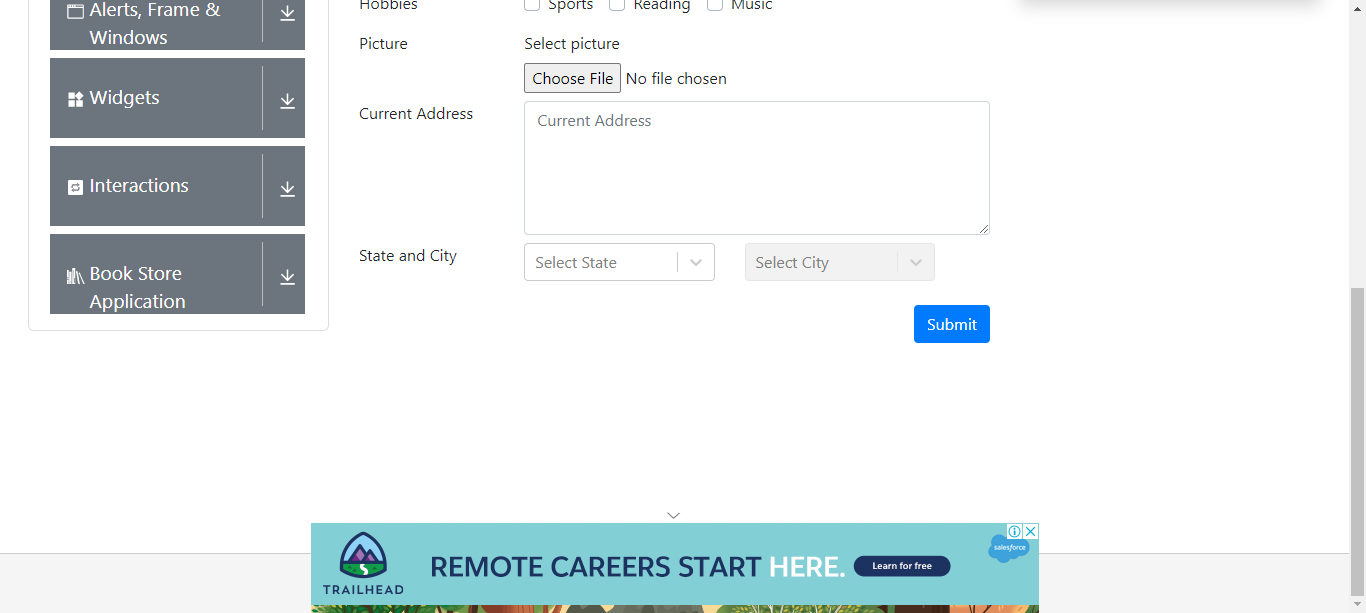 Alerts, Frame &
Windows
Widgets
Interactions
Book Store
Application
Hobbies
Sports Reading Music
Picture
Select picture
Choose File No file chosen
Current Address
Current Address
State and City
Select State
Select City
Submit
TRAILHEAD
REMOTE CAREERS START HERE.
Learn for free
salesforce